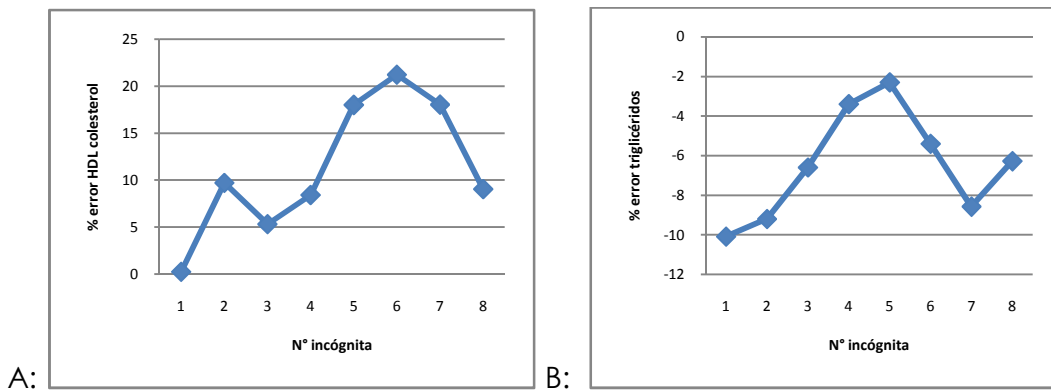 A:
% error HDL colesterol
25
20
15
10
5
0
1 2 3 4 5 6 7 8
N° incógnita
B:
% error triglicéridos
0
-2
-4
-6
-8
-10
-12
1 2 3 4 5 6 7 8
N° incógnita